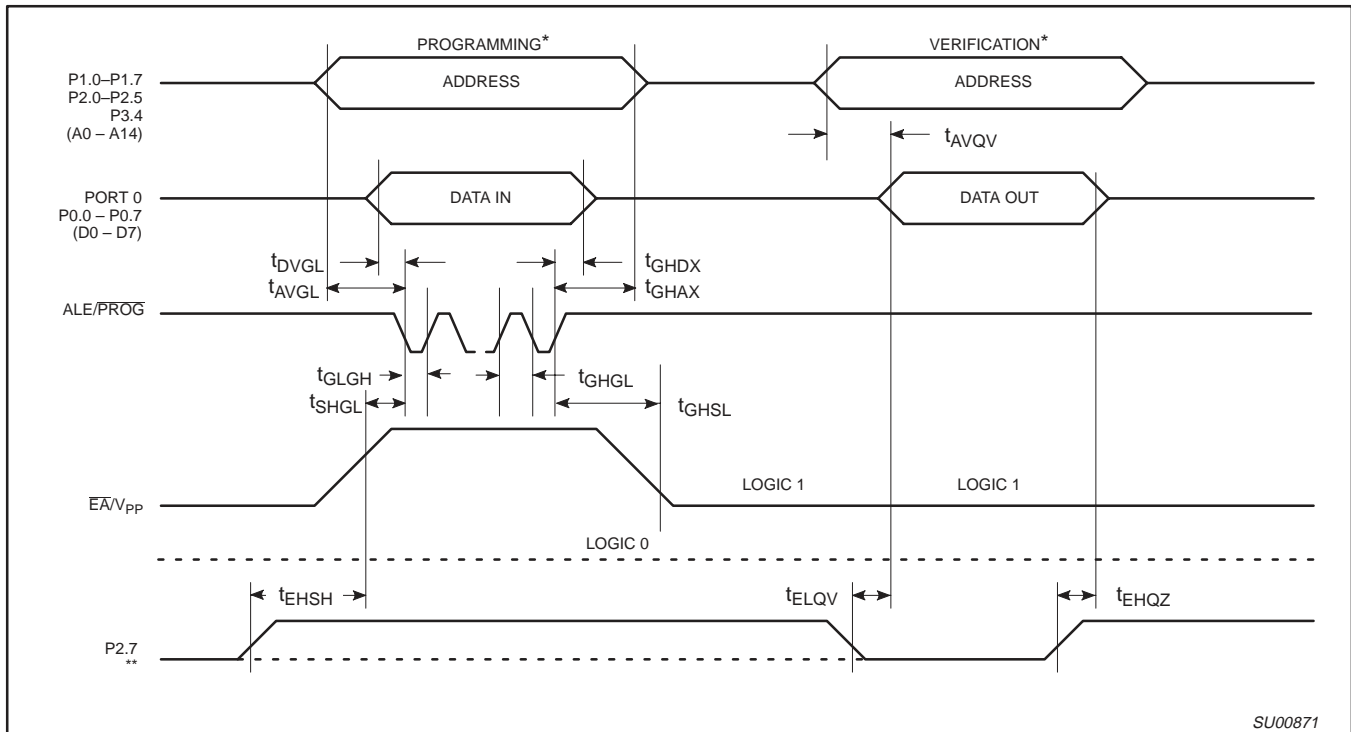 PROGRAMMING*
VERIFICATION*
P1.0–P1.7
P2.0–P2.5
P3.4
(A0 – A14)
ADDRESS
ADDRESS
tAVQV
PORT 0
P0.0 – P0.7
(D0 – D7)
DATA IN
DATA OUT
tDVGL
tGHDX
tAVGL
tGHAX
ALE/PROG
tGLGH
tGHGL
tSHGL
tGHSL
LOGIC 1
LOGIC 1
EA/VPP
LOGIC 0
tEHSH
tELQV
tEHQZ
P2.7
**
SU00871